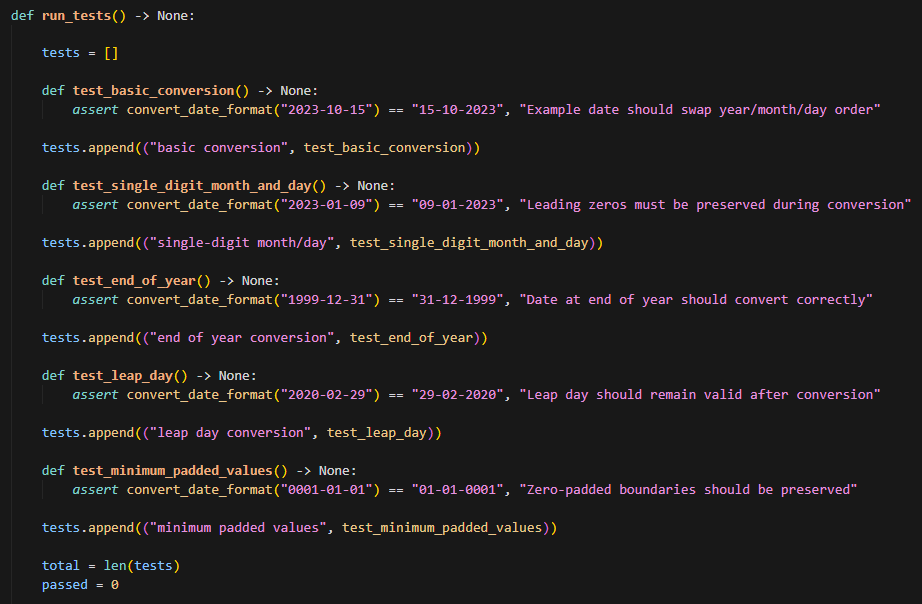 def run_tests() -> None:
tests = []
def test_basic_conversion() -> None:
assert convert_date_format("2023-10-15") == "15-10-2023", "Example date should swap year/month/day order"
tests.append(("basic conversion", test_basic_conversion))
def test_single_digit_month_and_day() -> None:
assert convert_date_format("2023-01-09") == "09-01-2023", "Leading zeros must be preserved during conversion"
tests.append(("single-digit month/day", test_single_digit_month_and_day))
def test_end_of_year() -> None:
assert convert_date_format("1999-12-31") == "31-12-1999", "Date at end of year should convert correctly"
tests.append(("end of year conversion", test_end_of_year))
def test_leap_day() -> None:
assert convert_date_format("2020-02-29") == "29-02-2020", "Leap day should remain valid after conversion"
tests.append(("leap day conversion", test_leap_day))
def test_minimum_padded_values() -> None:
assert convert_date_format("0001-01-01") == "01-01-0001", "Zero-padded boundaries should be preserved"
tests.append(("minimum padded values", test_minimum_padded_values))
total = len(tests)
passed = 0